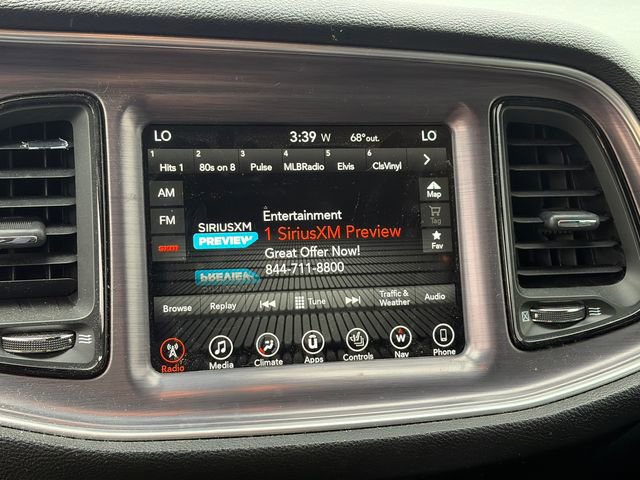 LO 3:39 W 68°out. LO
1 Hits 1 2 80s on 8 3 Pulse 4 MLBRadio 5 Elvis 6 ClsVinyl
AM
FM
Map
Tag
Fav
Entertainment
SIRIUSXM
PREVIEW
1 SiriusXM Preview
Great Offer Now!
844-711-8800
Browse Replay Tune Traffic & Weather Audio
Radio Media Climate Apps Controls Nav Phone